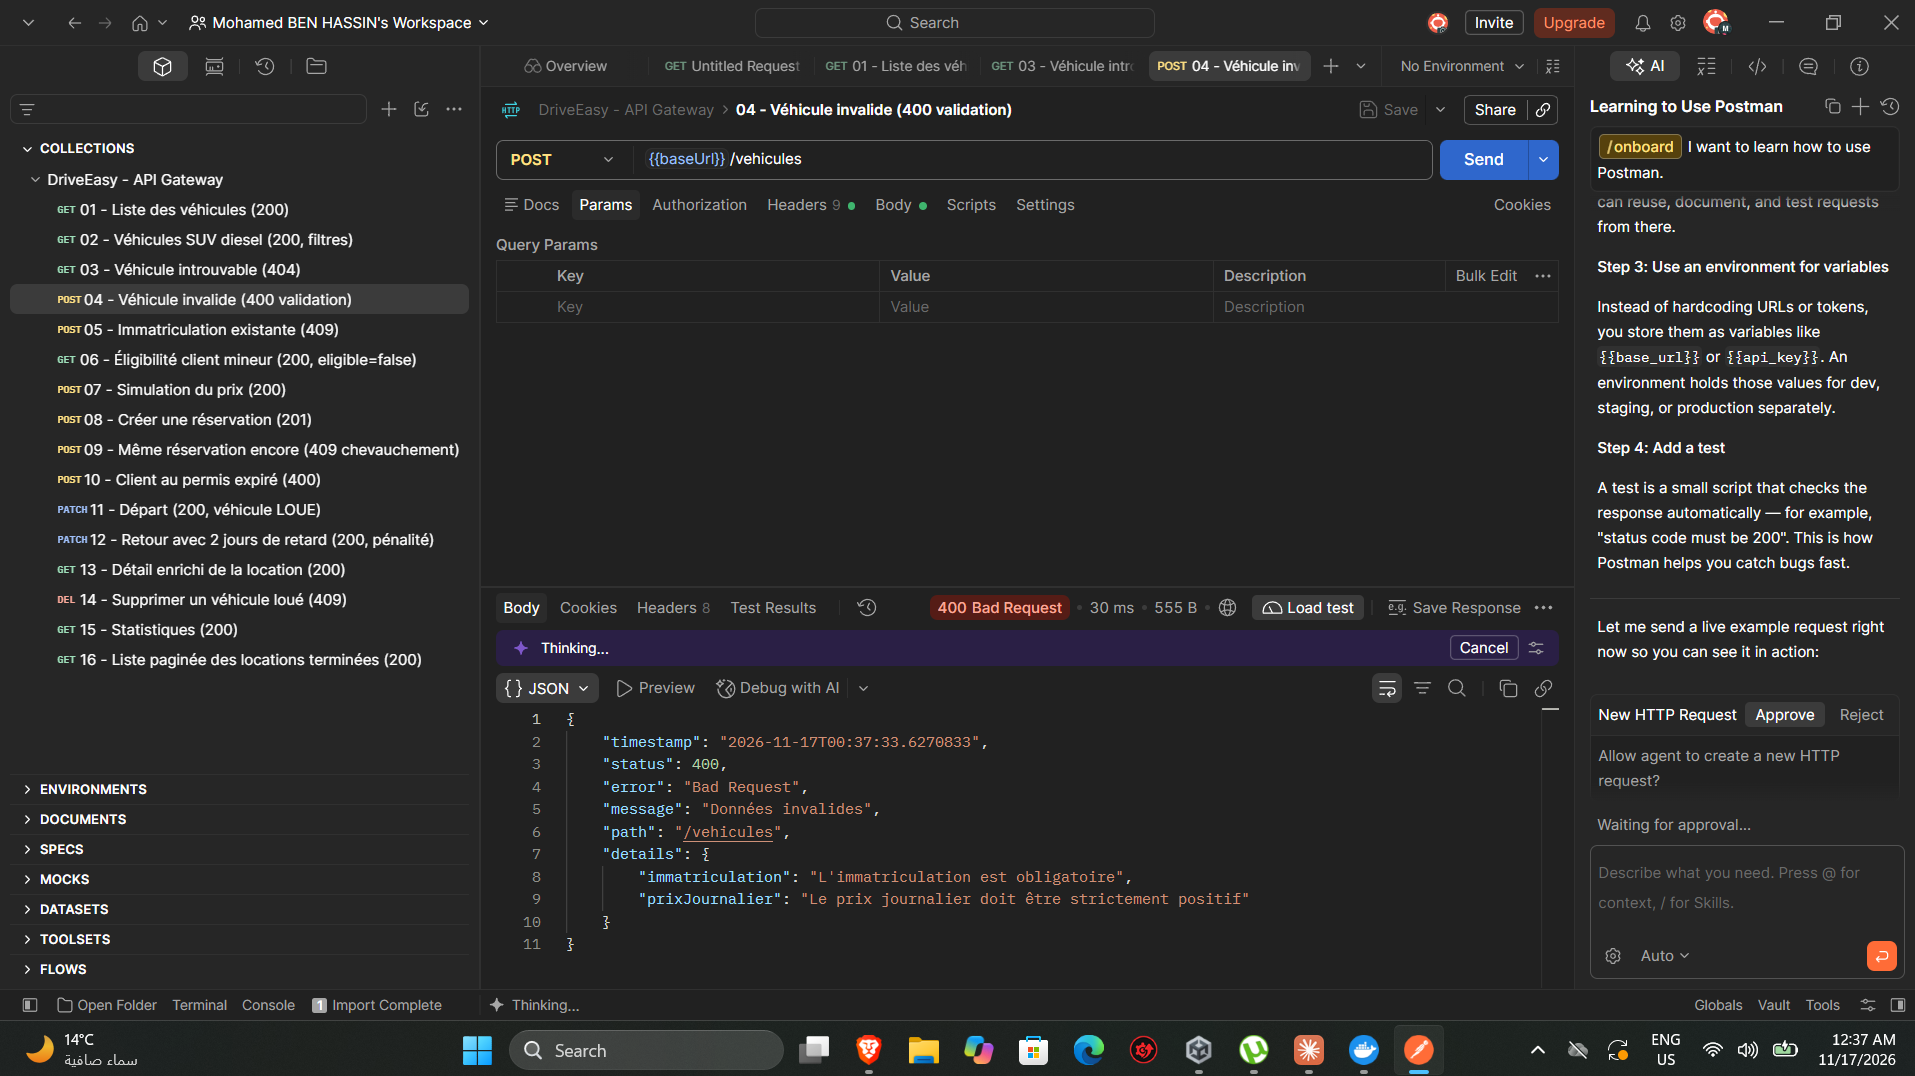 Mohamed BEN HASSIN's Workspace
Search
Invite
Upgrade
M
Overview
GET Untitled Request
GET 01 - Liste des véh
GET 03 - Véhicule intr
POST 04 - Véhicule inv
No Environment
AI
COLLECTIONS
DriveEasy - API Gateway
GET 01 - Liste des véhicules (200)
GET 02 - Véhicules SUV diesel (200, filtres)
GET 03 - Véhicule introuvable (404)
POST 04 - Véhicule invalide (400 validation)
POST 05 - Immatriculation existante (409)
GET 06 - Éligibilité client mineur (200, eligible=false)
POST 07 - Simulation du prix (200)
POST 08 - Créer une réservation (201)
POST 09 - Même réservation encore (409 chevauchement)
POST 10 - Client au permis expiré (400)
PATCH 11 - Départ (200, véhicule LOUE)
PATCH 12 - Retour avec 2 jours de retard (200, pénalité)
GET 13 - Détail enrichi de la location (200)
DEL 14 - Supprimer un véhicule loué (409)
GET 15 - Statistiques (200)
GET 16 - Liste paginée des locations terminées (200)
ENVIRONMENTS
DOCUMENTS
SPECS
MOCKS
DATASETS
TOOLSETS
FLOWS
HTTP DriveEasy - API Gateway > 04 - Véhicule invalide (400 validation)
Save
Share
POST {{baseUrl}} /vehicules
Send
Docs Params Authorization Headers 9 Body Scripts Settings
Cookies
Query Params
Key Value Description Bulk Edit
Key Value Description
Body Cookies Headers 8 Test Results
400 Bad Request • 30 ms • 555 B
Load test
e.g. Save Response
Thinking...
Cancel
{} JSON
Preview
Debug with AI
1 {
2 "timestamp": "2026-11-17T00:37:33.6270833",
3 "status": 400,
4 "error": "Bad Request",
5 "message": "Données invalides",
6 "path": "/vehicules",
7 "details": {
8 "immatriculation": "L'immatriculation est obligatoire",
9 "prixJournalier": "Le prix journalier doit être strictement positif"
10 }
11 }
Learning to Use Postman
/onboard I want to learn how to use
Postman.
can reuse, document, and test requests
from there.
Step 3: Use an environment for variables
Instead of hardcoding URLs or tokens,
you store them as variables like
{{base_url}} or {{api_key}}. An
environment holds those values for dev,
staging, or production separately.
Step 4: Add a test
A test is a small script that checks the
response automatically — for example,
"status code must be 200". This is how
Postman helps you catch bugs fast.
Let me send a live example request right
now so you can see it in action:
New HTTP Request Approve Reject
Allow agent to create a new HTTP
request?
Waiting for approval...
Describe what you need. Press @ for
context, / for Skills.
Auto
Open Folder Terminal Console 1 Import Complete
Thinking...
Globals Vault Tools
14°C
سماء صافية
Search
ENG
US
12:37 AM
11/17/2026